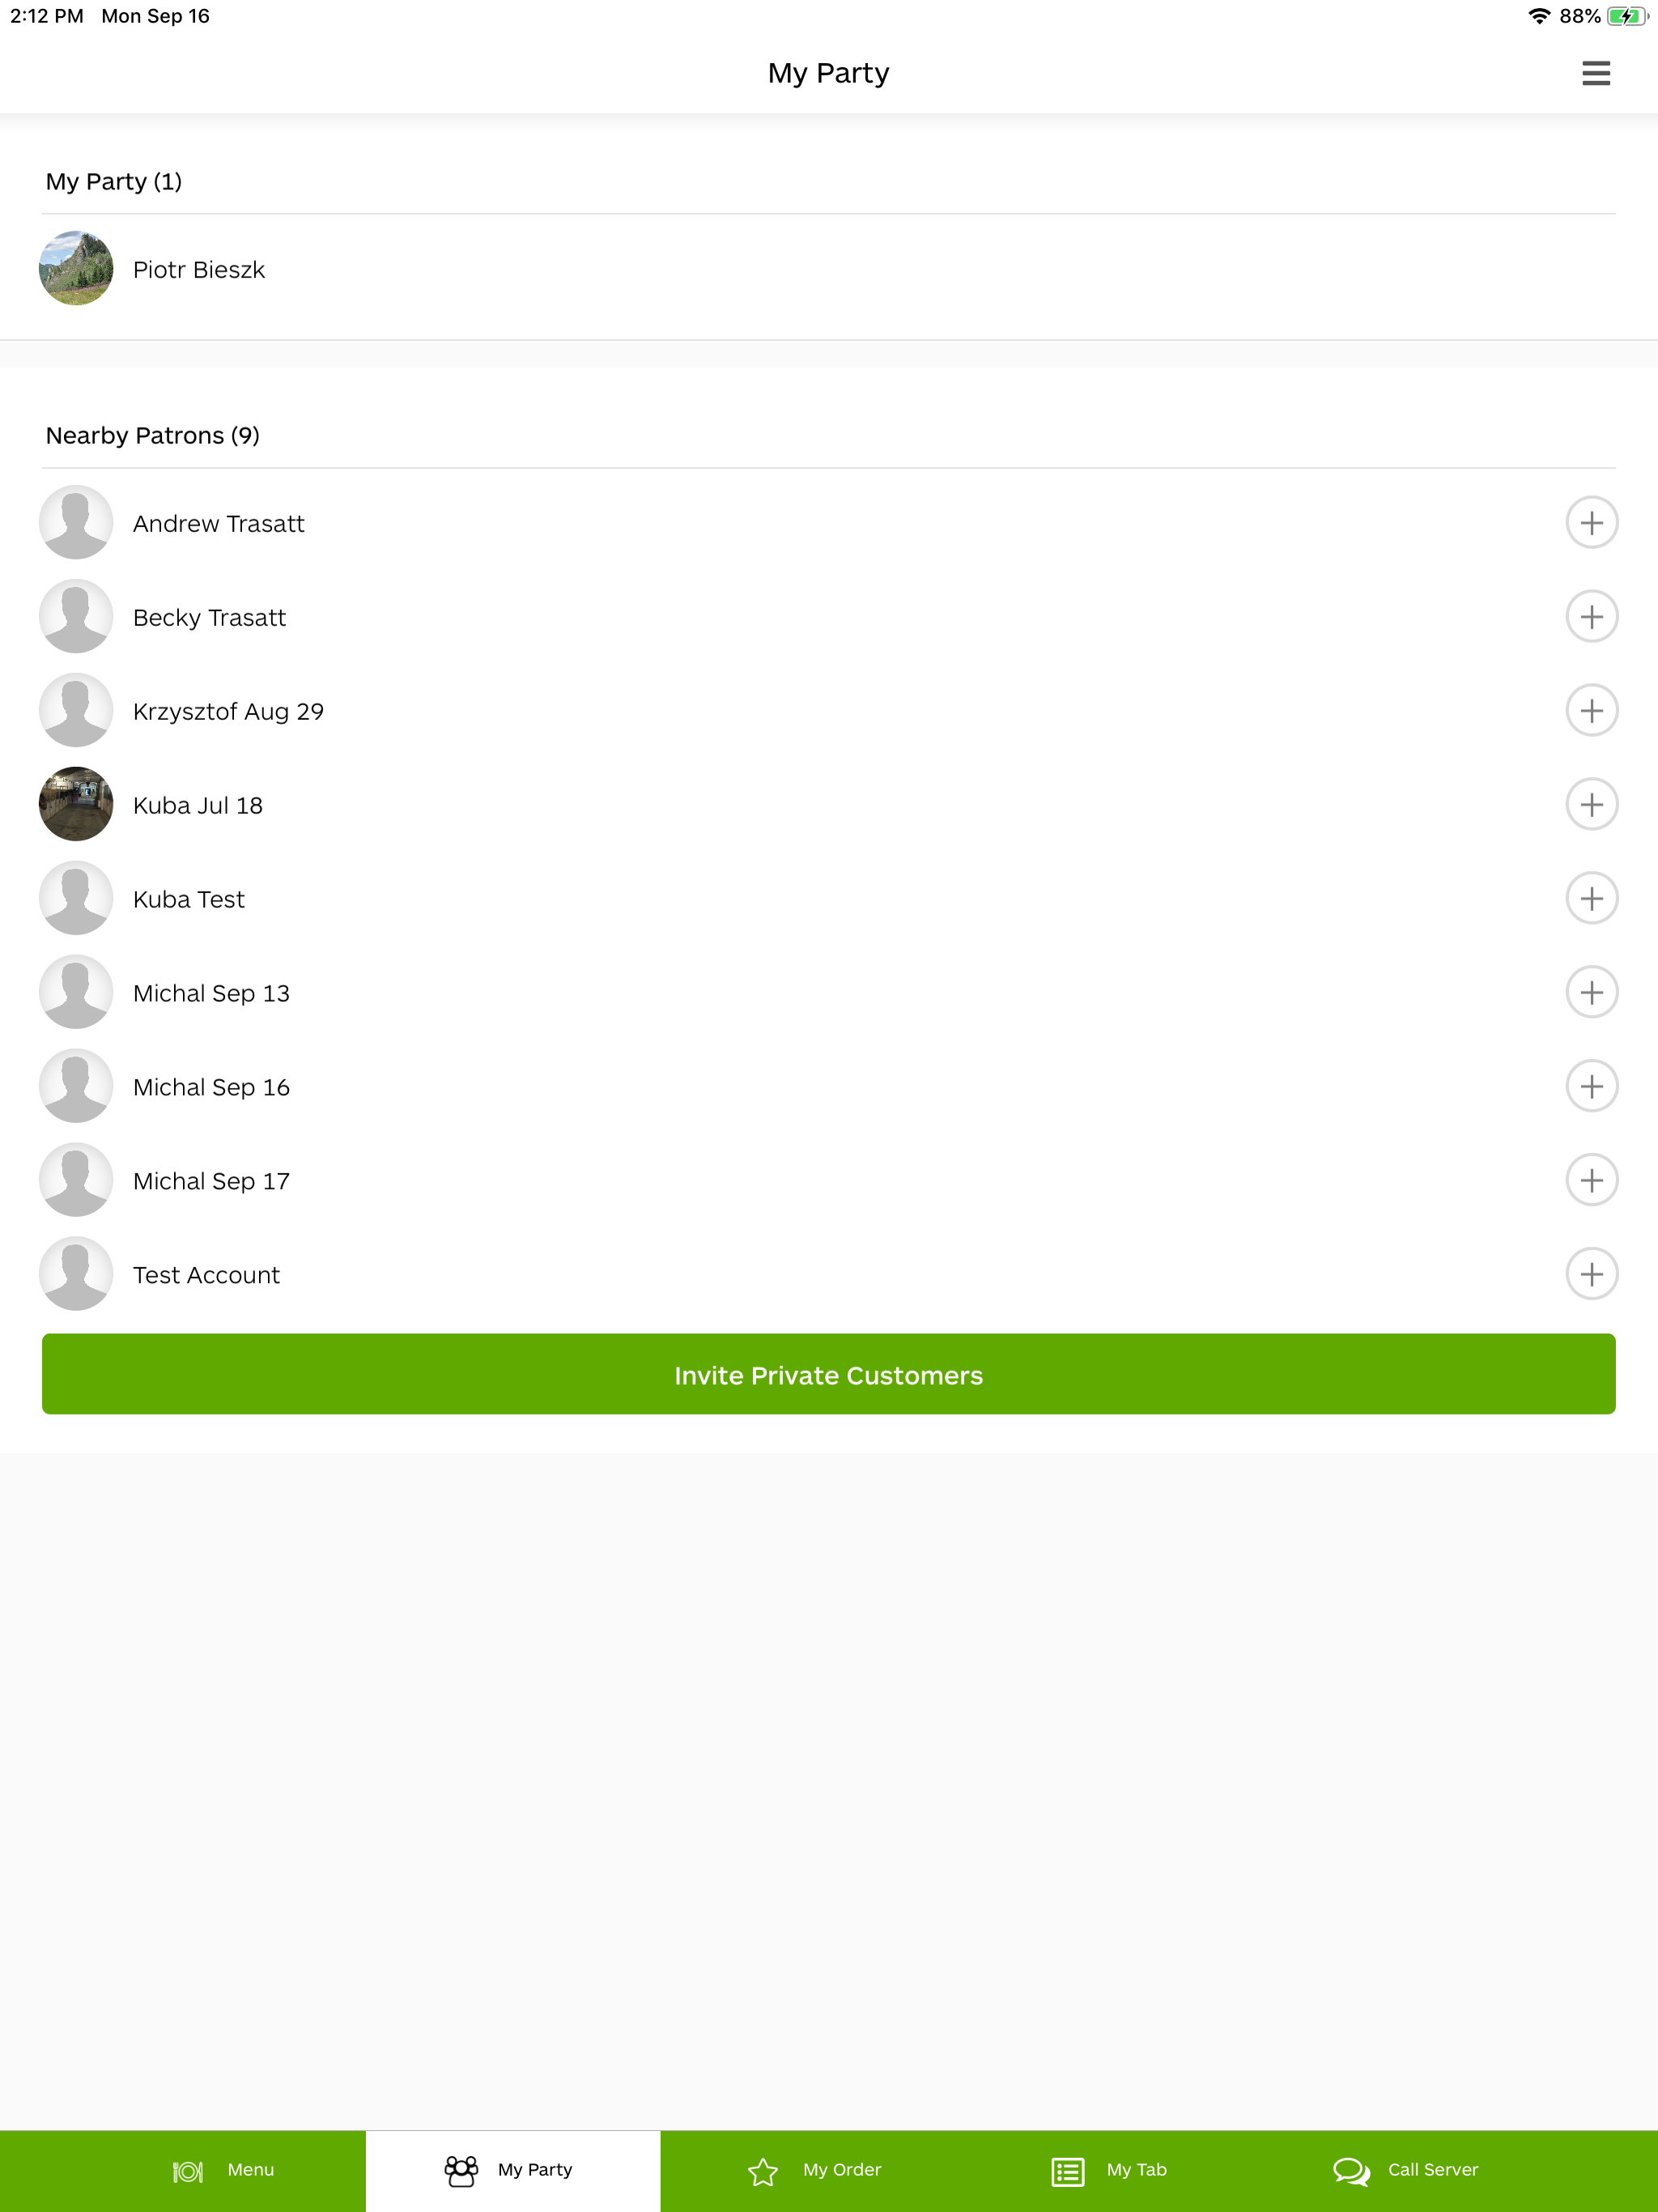 2:12 PM Mon Sep 16 88%
My Party
My Party (1)
Piotr Bieszk
Nearby Patrons (9)
Andrew Trasatt
Becky Trasatt
Krzysztof Aug 29
Kuba Jul 18
Kuba Test
Michal Sep 13
Michal Sep 16
Michal Sep 17
Test Account
Invite Private Customers
Menu My Party My Order My Tab Call Server